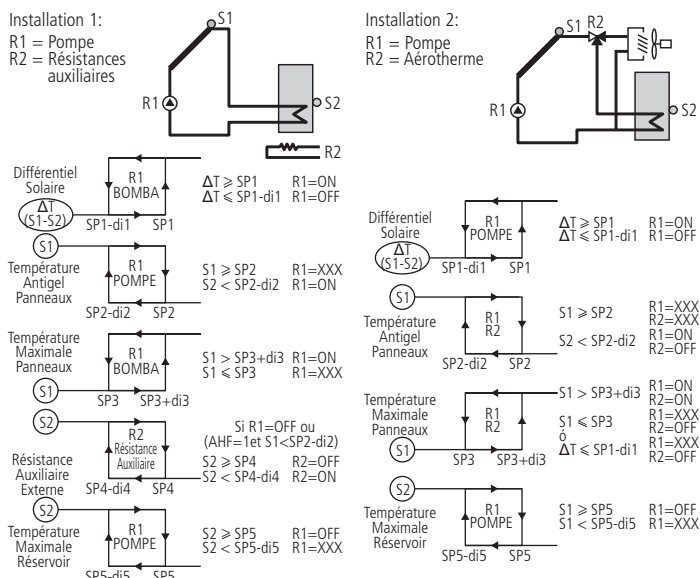 Installation 1:
R1 = Pompe
R2 = Résistances
auxiliaires
S1
R1
S2
R2
Différentiel
Solaire
ΔT
(S1-S2)
R1
BOMBA
SP1-di1 SP1
ΔT ⩾ SP1 R1=ON
ΔT ⩽ SP1-di1 R1=OFF
S1
Température
Antigel
Panneaux
R1
POMPE
SP2-di2 SP2
S1 ⩾ SP2 R1=XXX
S2 < SP2-di2 R1=ON
Température
Maximale
Panneaux
S1
R1
BOMBA
SP3 SP3+di3
S1 > SP3+di3 R1=ON
S1 ⩽ SP3 R1=XXX
S2
Résistance
Auxiliaire
Externe
R2
Résistance
Auxiliaire
SP4-di4 SP4
Si R1=OFF ou
(AHF=1et S1<SP2-di2)
S2 ⩾ SP4 R2=OFF
S2 < SP4-di4 R2=ON
S2
Température
Maximale
Réservoir
R1
POMPE
SP5-di5 SP5
S2 ⩾ SP5 R1=OFF
S2 < SP5-di5 R1=XXX
Installation 2:
R1 = Pompe
R2 = Aérotherme
S1
R2
R1
S2
Différentiel
Solaire
ΔT
(S1-S2)
R1
POMPE
SP1-di1 SP1
ΔT ⩾ SP1 R1=ON
ΔT ⩽ SP1-di1 R1=OFF
S1
Température
Antigel
Panneaux
R1
R2
SP2-di2 SP2
S1 ⩾ SP2 R1=XXX
R2=XXX
S2 < SP2-di2 R1=ON
R2=OFF
Température
Maximale
Panneaux
S1
R1
R2
SP3 SP3+di3
S1 > SP3+di3 R1=ON
R2=ON
S1 ⩽ SP3 R1=XXX
R2=OFF
ó
ΔT ⩽ SP1-di1 R1=XXX
R2=OFF
S2
Température
Maximale
Réservoir
R1
POMPE
SP5-di5 SP5
S1 ⩾ SP5 R1=OFF
S1 < SP5-di5 R1=XXX